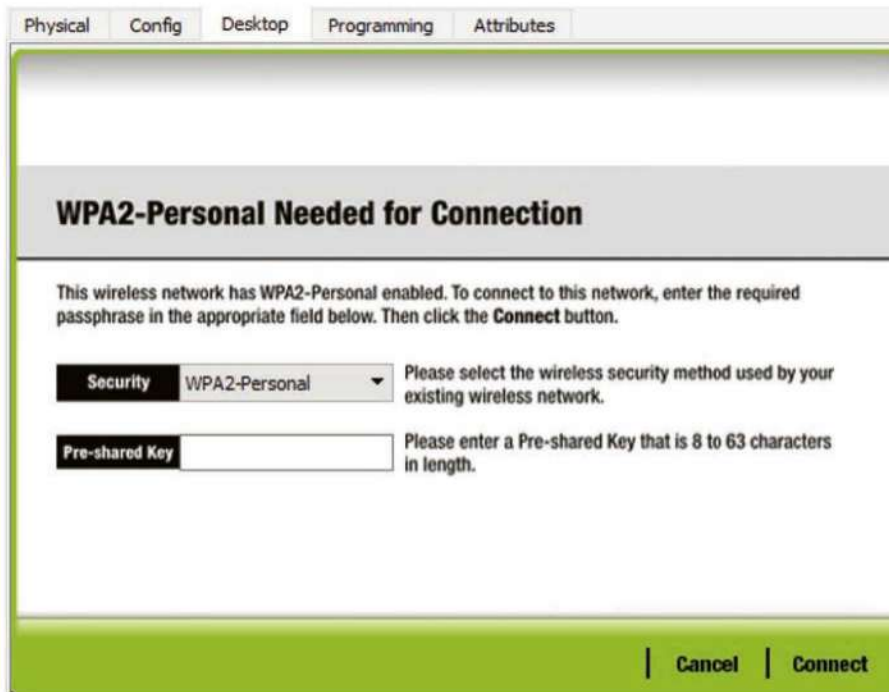 Physical Config Desktop Programming Attributes
WPA2-Personal Needed for Connection
This wireless network has WPA2-Personal enabled. To connect to this network, enter the required
passphrase in the appropriate field below. Then click the Connect button.
Security WPA2-Personal Please select the wireless security method used by your
existing wireless network.
Pre-shared Key Please enter a Pre-shared Key that is 8 to 63 characters
in length.
Cancel Connect